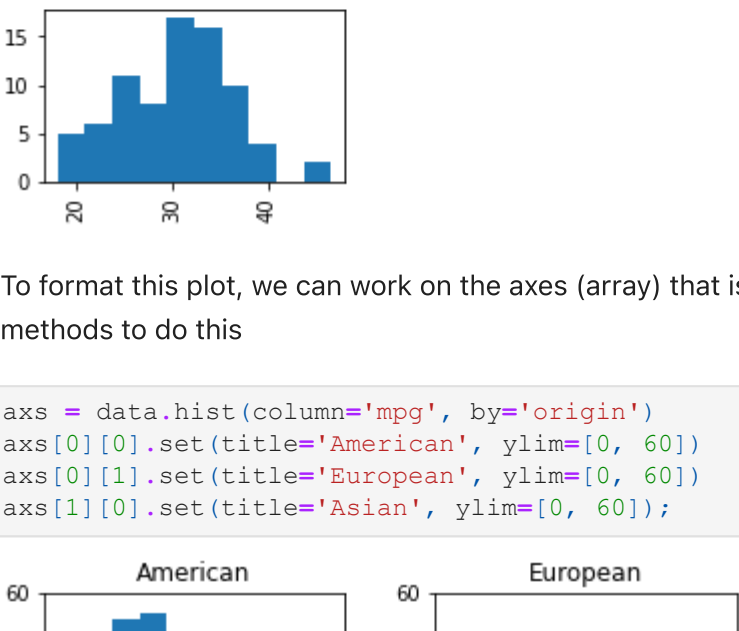 15
10
5
0
20 30 40
To format this plot, we can work on the axes (array) that is
methods to do this
axs = data.hist(column='mpg', by='origin')
axs[0][0].set(title='American', ylim=[0, 60])
axs[0][1].set(title='European', ylim=[0, 60])
axs[1][0].set(title='Asian', ylim=[0, 60]);
American European
60 60